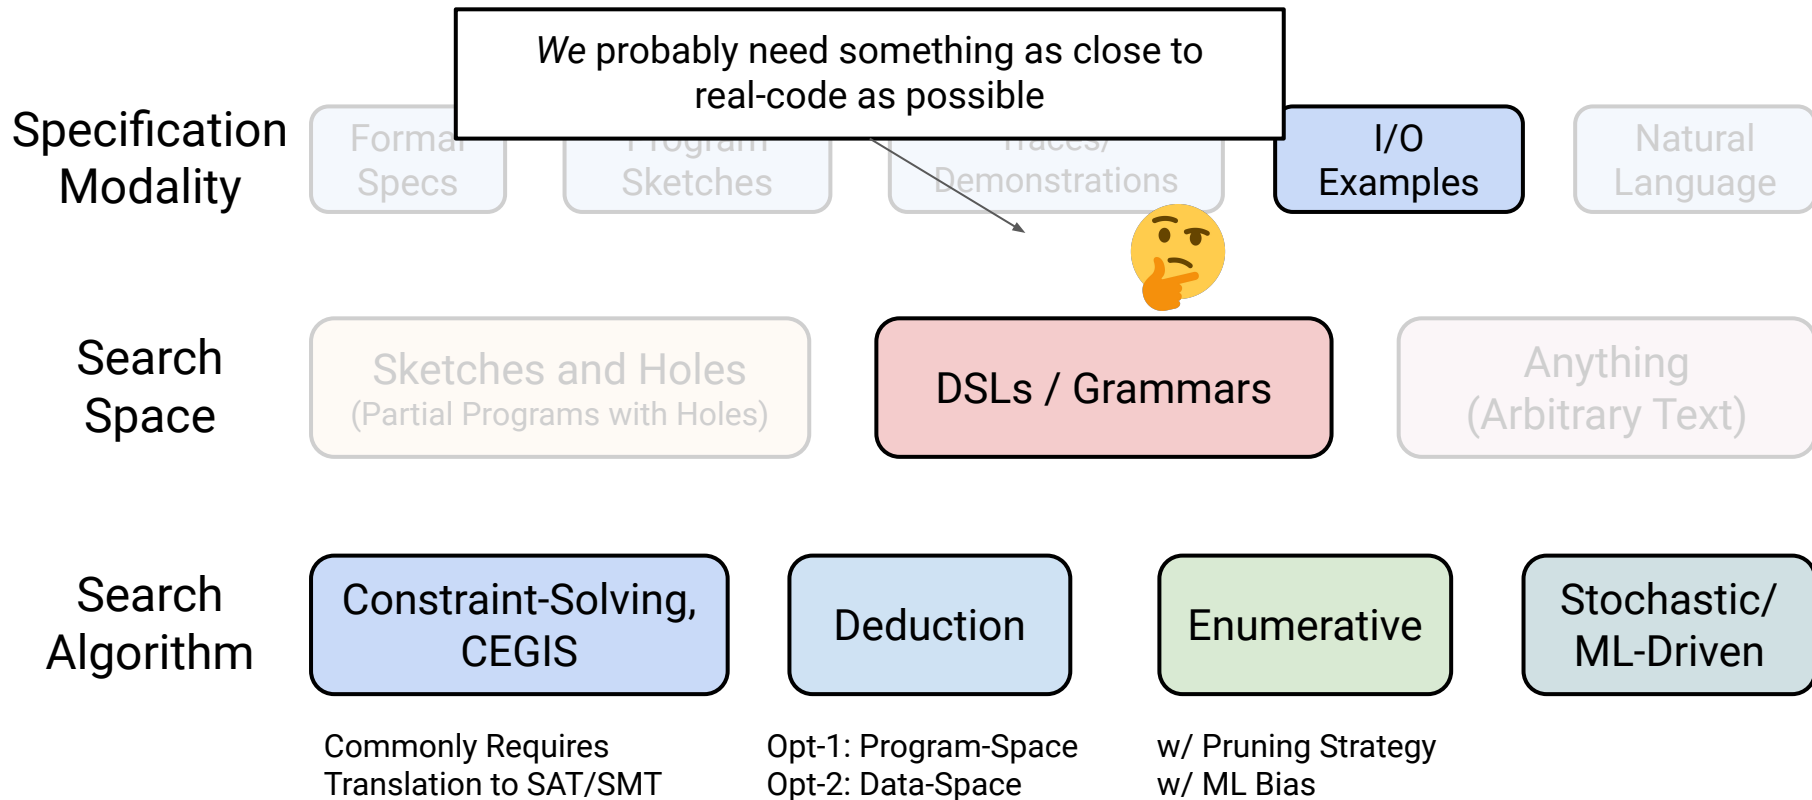 We probably need something as close to
real-code as possible
Specification
Modality
Formal
Specs
Program
Sketches
Traces/
Demonstrations
I/O
Examples
Natural
Language
Search
Space
Sketches and Holes
(Partial Programs with Holes)
DSLs / Grammars
Anything
(Arbitrary Text)
Search
Algorithm
Constraint-Solving,
CEGIS
Deduction
Enumerative
Stochastic/
ML-Driven
Commonly Requires
Translation to SAT/SMT
Opt-1: Program-Space
Opt-2: Data-Space
w/ Pruning Strategy
w/ ML Bias